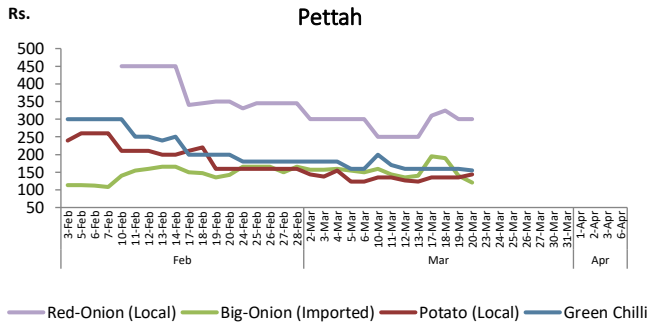 Rs.
Pettah
500
450
400
350
300
250
200
150
100
50
3-Feb
5-Feb
6-Feb
7-Feb
10-Feb
11-Feb
12-Feb
13-Feb
14-Feb
17-Feb
18-Feb
19-Feb
20-Feb
24-Feb
25-Feb
26-Feb
27-Feb
28-Feb
2-Mar
3-Mar
4-Mar
5-Mar
6-Mar
10-Mar
11-Mar
12-Mar
13-Mar
17-Mar
18-Mar
19-Mar
20-Mar
23-Mar
24-Mar
25-Mar
26-Mar
27-Mar
30-Mar
31-Mar
1-Apr
2-Apr
3-Apr
6-Apr
Feb Mar Apr
Red-Onion (Local) Big-Onion (Imported) Potato (Local) Green Chilli